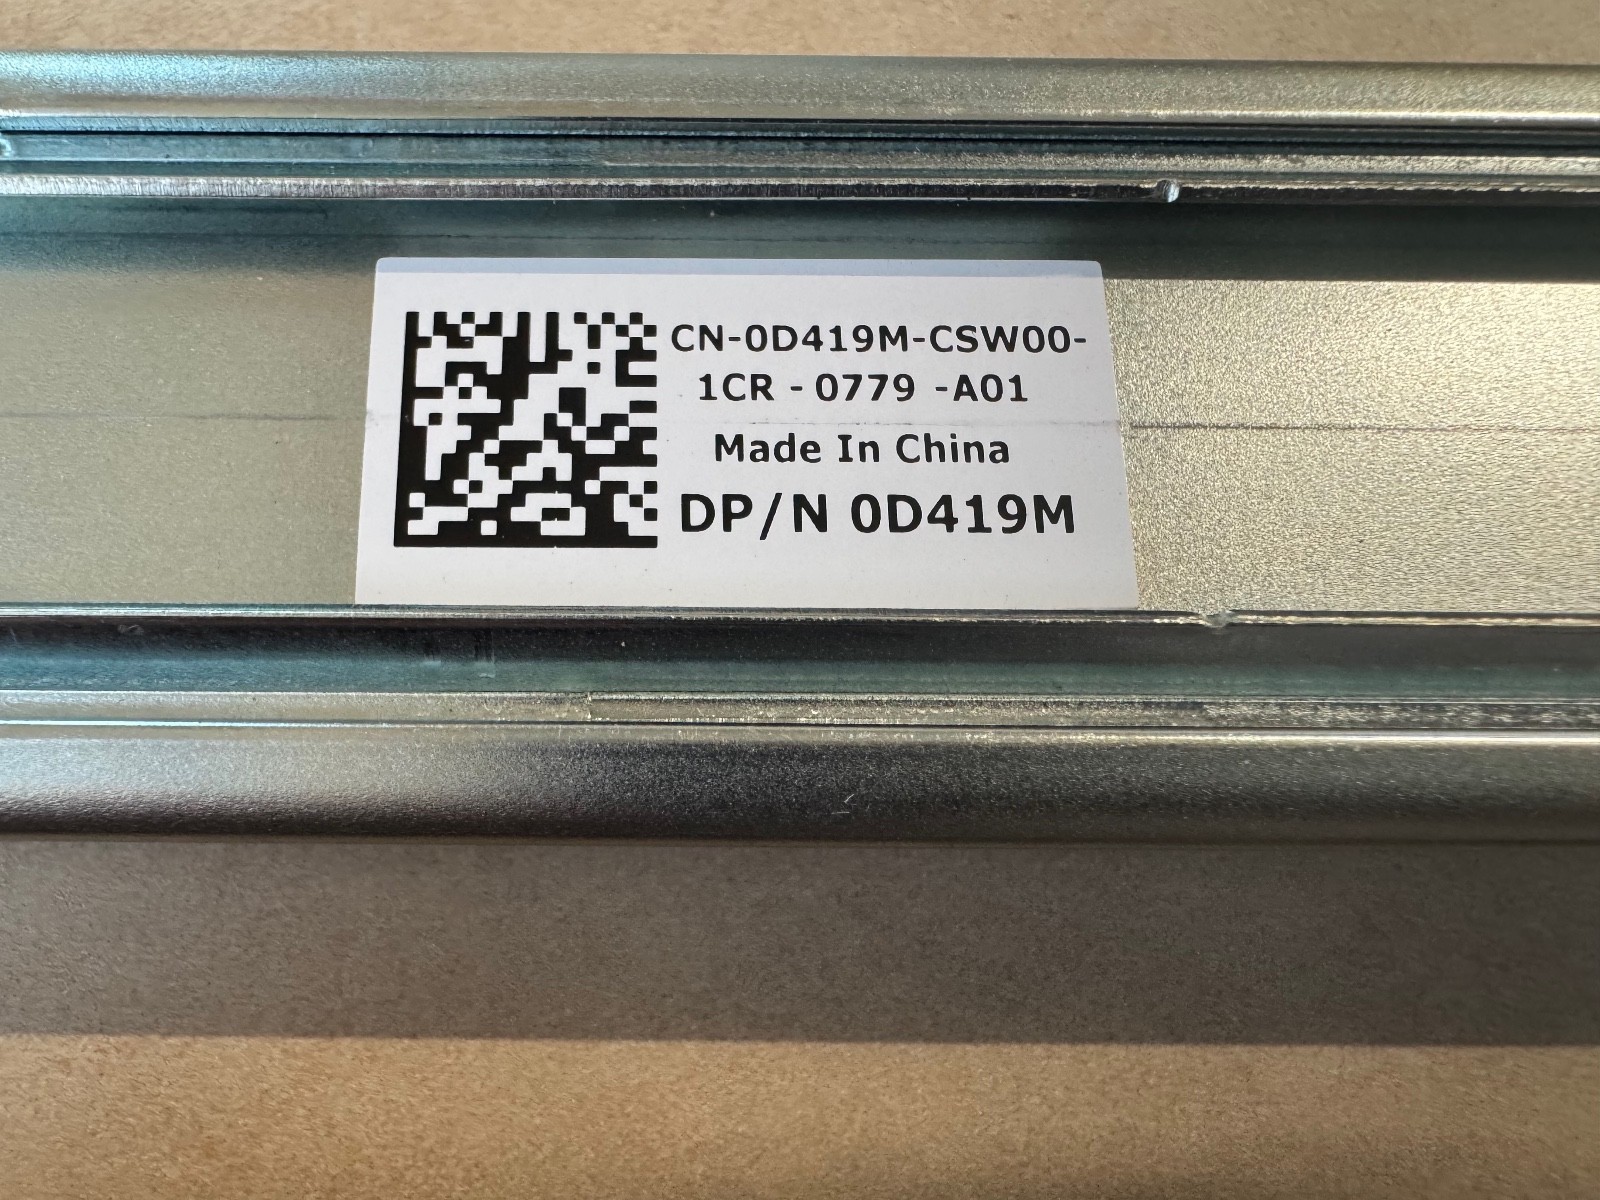 CN-0D419M-CSW00-
1CR - 0779 -A01
Made In China
DP/N 0D419M